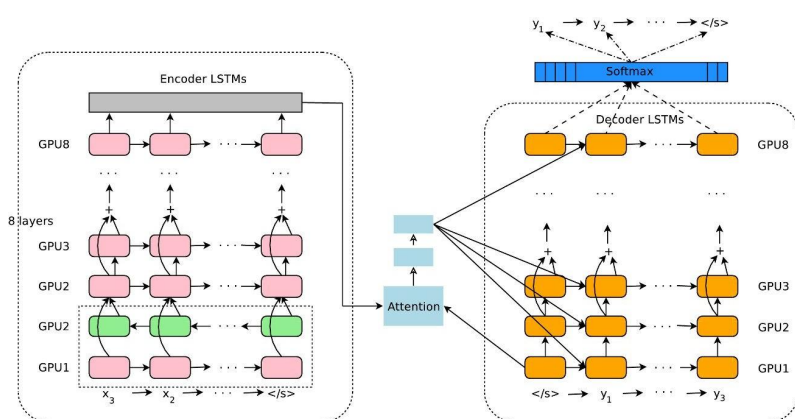 y1 y2 · · · </s>
Softmax
Encoder LSTMs
Decoder LSTMs
GPU8 · · · GPU8 · · ·
· · · · · ·
+ + + + +
8 layers
GPU3 · · ·
GPU2 · · · GPU3 · · ·
Attention
GPU2 · · · GPU2 · · ·
GPU1 · · · GPU1 · · ·
x3 x2 · · · </s>
</s> y1 · · · y3